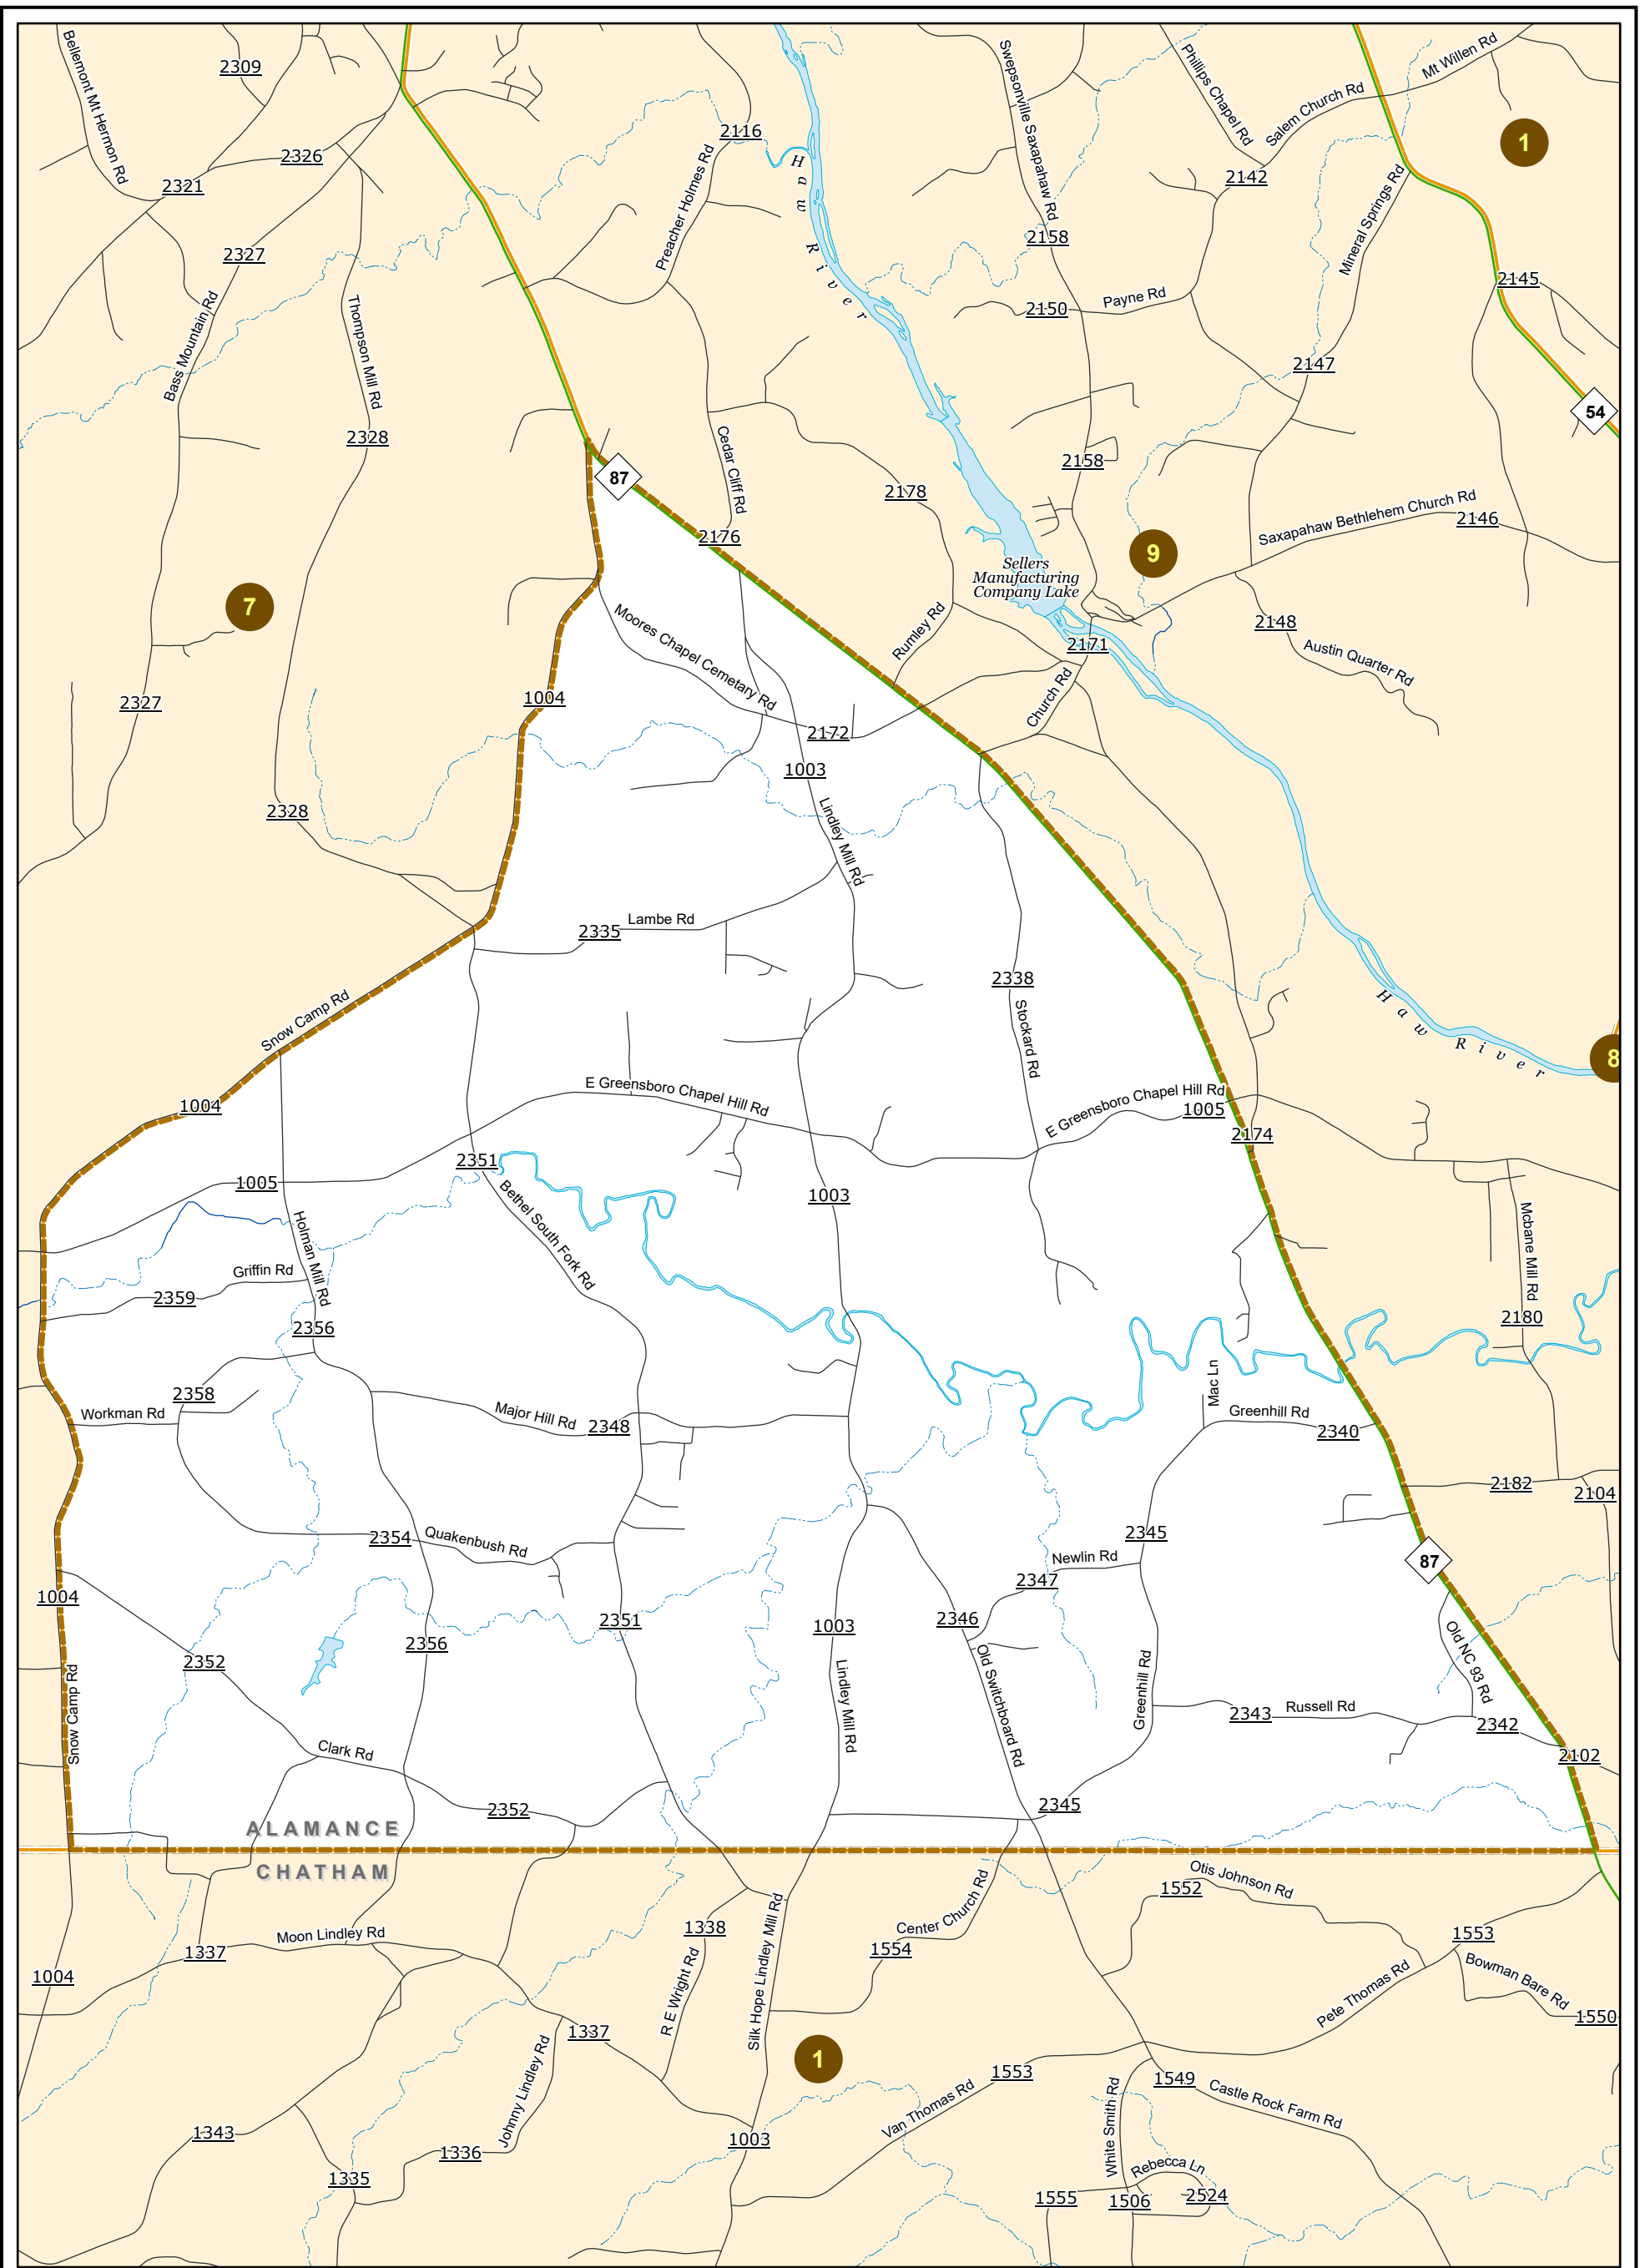 Bellemont Mt Hermon Rd
2309
Swepsonville Saxapahaw Rd
Phillips Chapel Rd
Mt Willen Rd
Salem Church Rd
1
2116
2326
2321
Haw River
2142
Preacher Holmes Rd
Mineral Springs Rd
2327
2158
2145
Bass Mountain Rd
Thompson Mill Rd
2150
Payne Rd
2147
54
2328
Cedar Cliff Rd
87
2158
2178
Saxapahaw Bethlehem Church Rd
2146
2176
9
Sellers
Manufacturing
Company Lake
7
Moores Chapel Cemetary Rd
Rumley Rd
2148
2171
Austin Quarter Rd
2327
1004
Church Rd
2172
1003
2328
Lindley Mill Rd
Lambe Rd
2335
2338
Snow Camp Rd
Stockard Rd
Haw River
8
E Greensboro Chapel Hill Rd
E Greensboro Chapel Hill Rd
1004
1005
2174
2351
1005
1003
Bethel South Fork Rd
Holman Mill Rd
Mcbane Mill Rd
Griffin Rd
2359
2356
2180
2358
Mac Ln
Workman Rd
Major Hill Rd
2348
Greenhill Rd
2340
2182
2104
2354
Quakenbush Rd
2345
Newlin Rd
87
2347
1004
2351
1003
2346
2356
Old NC 93 Rd
2352
Snow Camp Rd
Lindley Mill Rd
Old Switchboard Rd
Greenhill Rd
2343
Russell Rd
2342
Clark Rd
2102
2352
2345
ALAMANCE
CHATHAM
Otis Johnson Rd
1552
Center Church Rd
1338
Moon Lindley Rd
1337
1554
1553
1004
R E Wright Rd
Silk Hope Lindley Mill Rd
Bowman Bare Rd
Pete Thomas Rd
1550
1337
1
Johnny Lindley Rd
1553
1549
Van Thomas Rd
White Smith Rd
Castle Rock Farm Rd
1343
1336
1003
1335
Rebecca Ln
1555
1506
2524